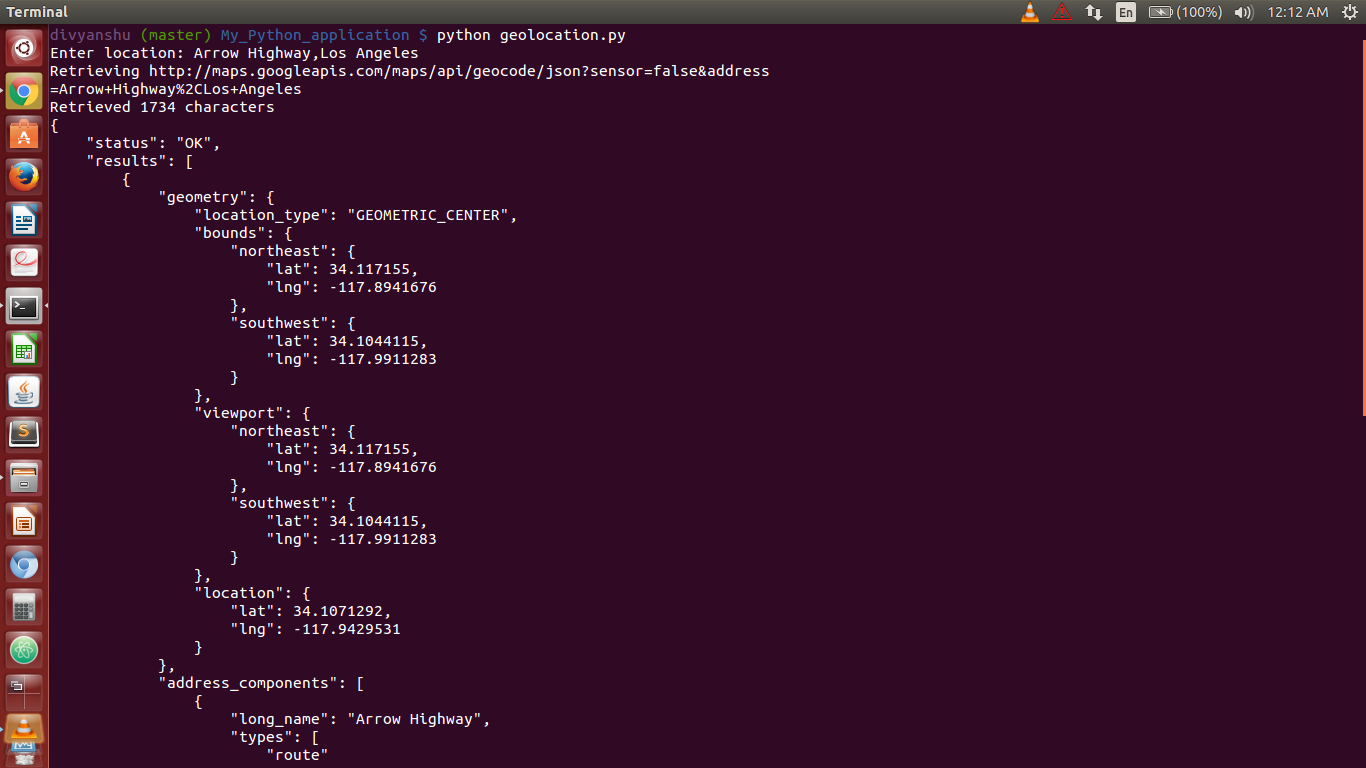 Terminal
En
(100%)
12:12 AM
divyanshu (master) My_Python_application $ python geolocation.py
Enter location: Arrow Highway,Los Angeles
Retrieving http://maps.googleapis.com/maps/api/geocode/json?sensor=false&address
=Arrow+Highway%2CLos+Angeles
Retrieved 1734 characters
{
    "status": "OK",
    "results": [
        {
            "geometry": {
                "location_type": "GEOMETRIC_CENTER",
                "bounds": {
                    "northeast": {
                        "lat": 34.117155,
                        "lng": -117.8941676
                    },
                    "southwest": {
                        "lat": 34.1044115,
                        "lng": -117.9911283
                    }
                },
                "viewport": {
                    "northeast": {
                        "lat": 34.117155,
                        "lng": -117.8941676
                    },
                    "southwest": {
                        "lat": 34.1044115,
                        "lng": -117.9911283
                    }
                },
                "location": {
                    "lat": 34.1071292,
                    "lng": -117.9429531
                }
            },
            "address_components": [
                {
                    "long_name": "Arrow Highway",
                    "types": [
                        "route"